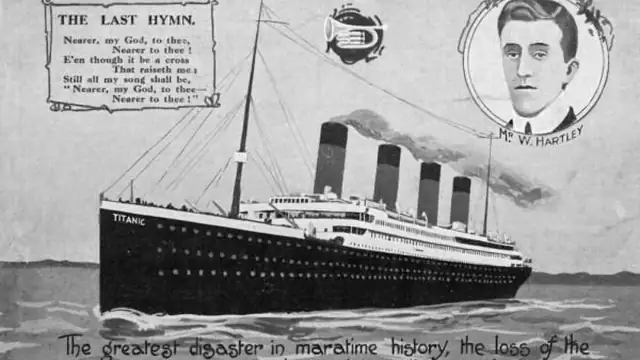 THE LAST HYMN.
Nearer, my God, to thee,
Nearer to thee!
E'en though it be a cross
That raiseth me:
Still all my song shall be,
"Nearer, my God, to thee—
Nearer to thee!"
MR W. HARTLEY
TITANIC
The greatest disaster in maratime history, the loss of the